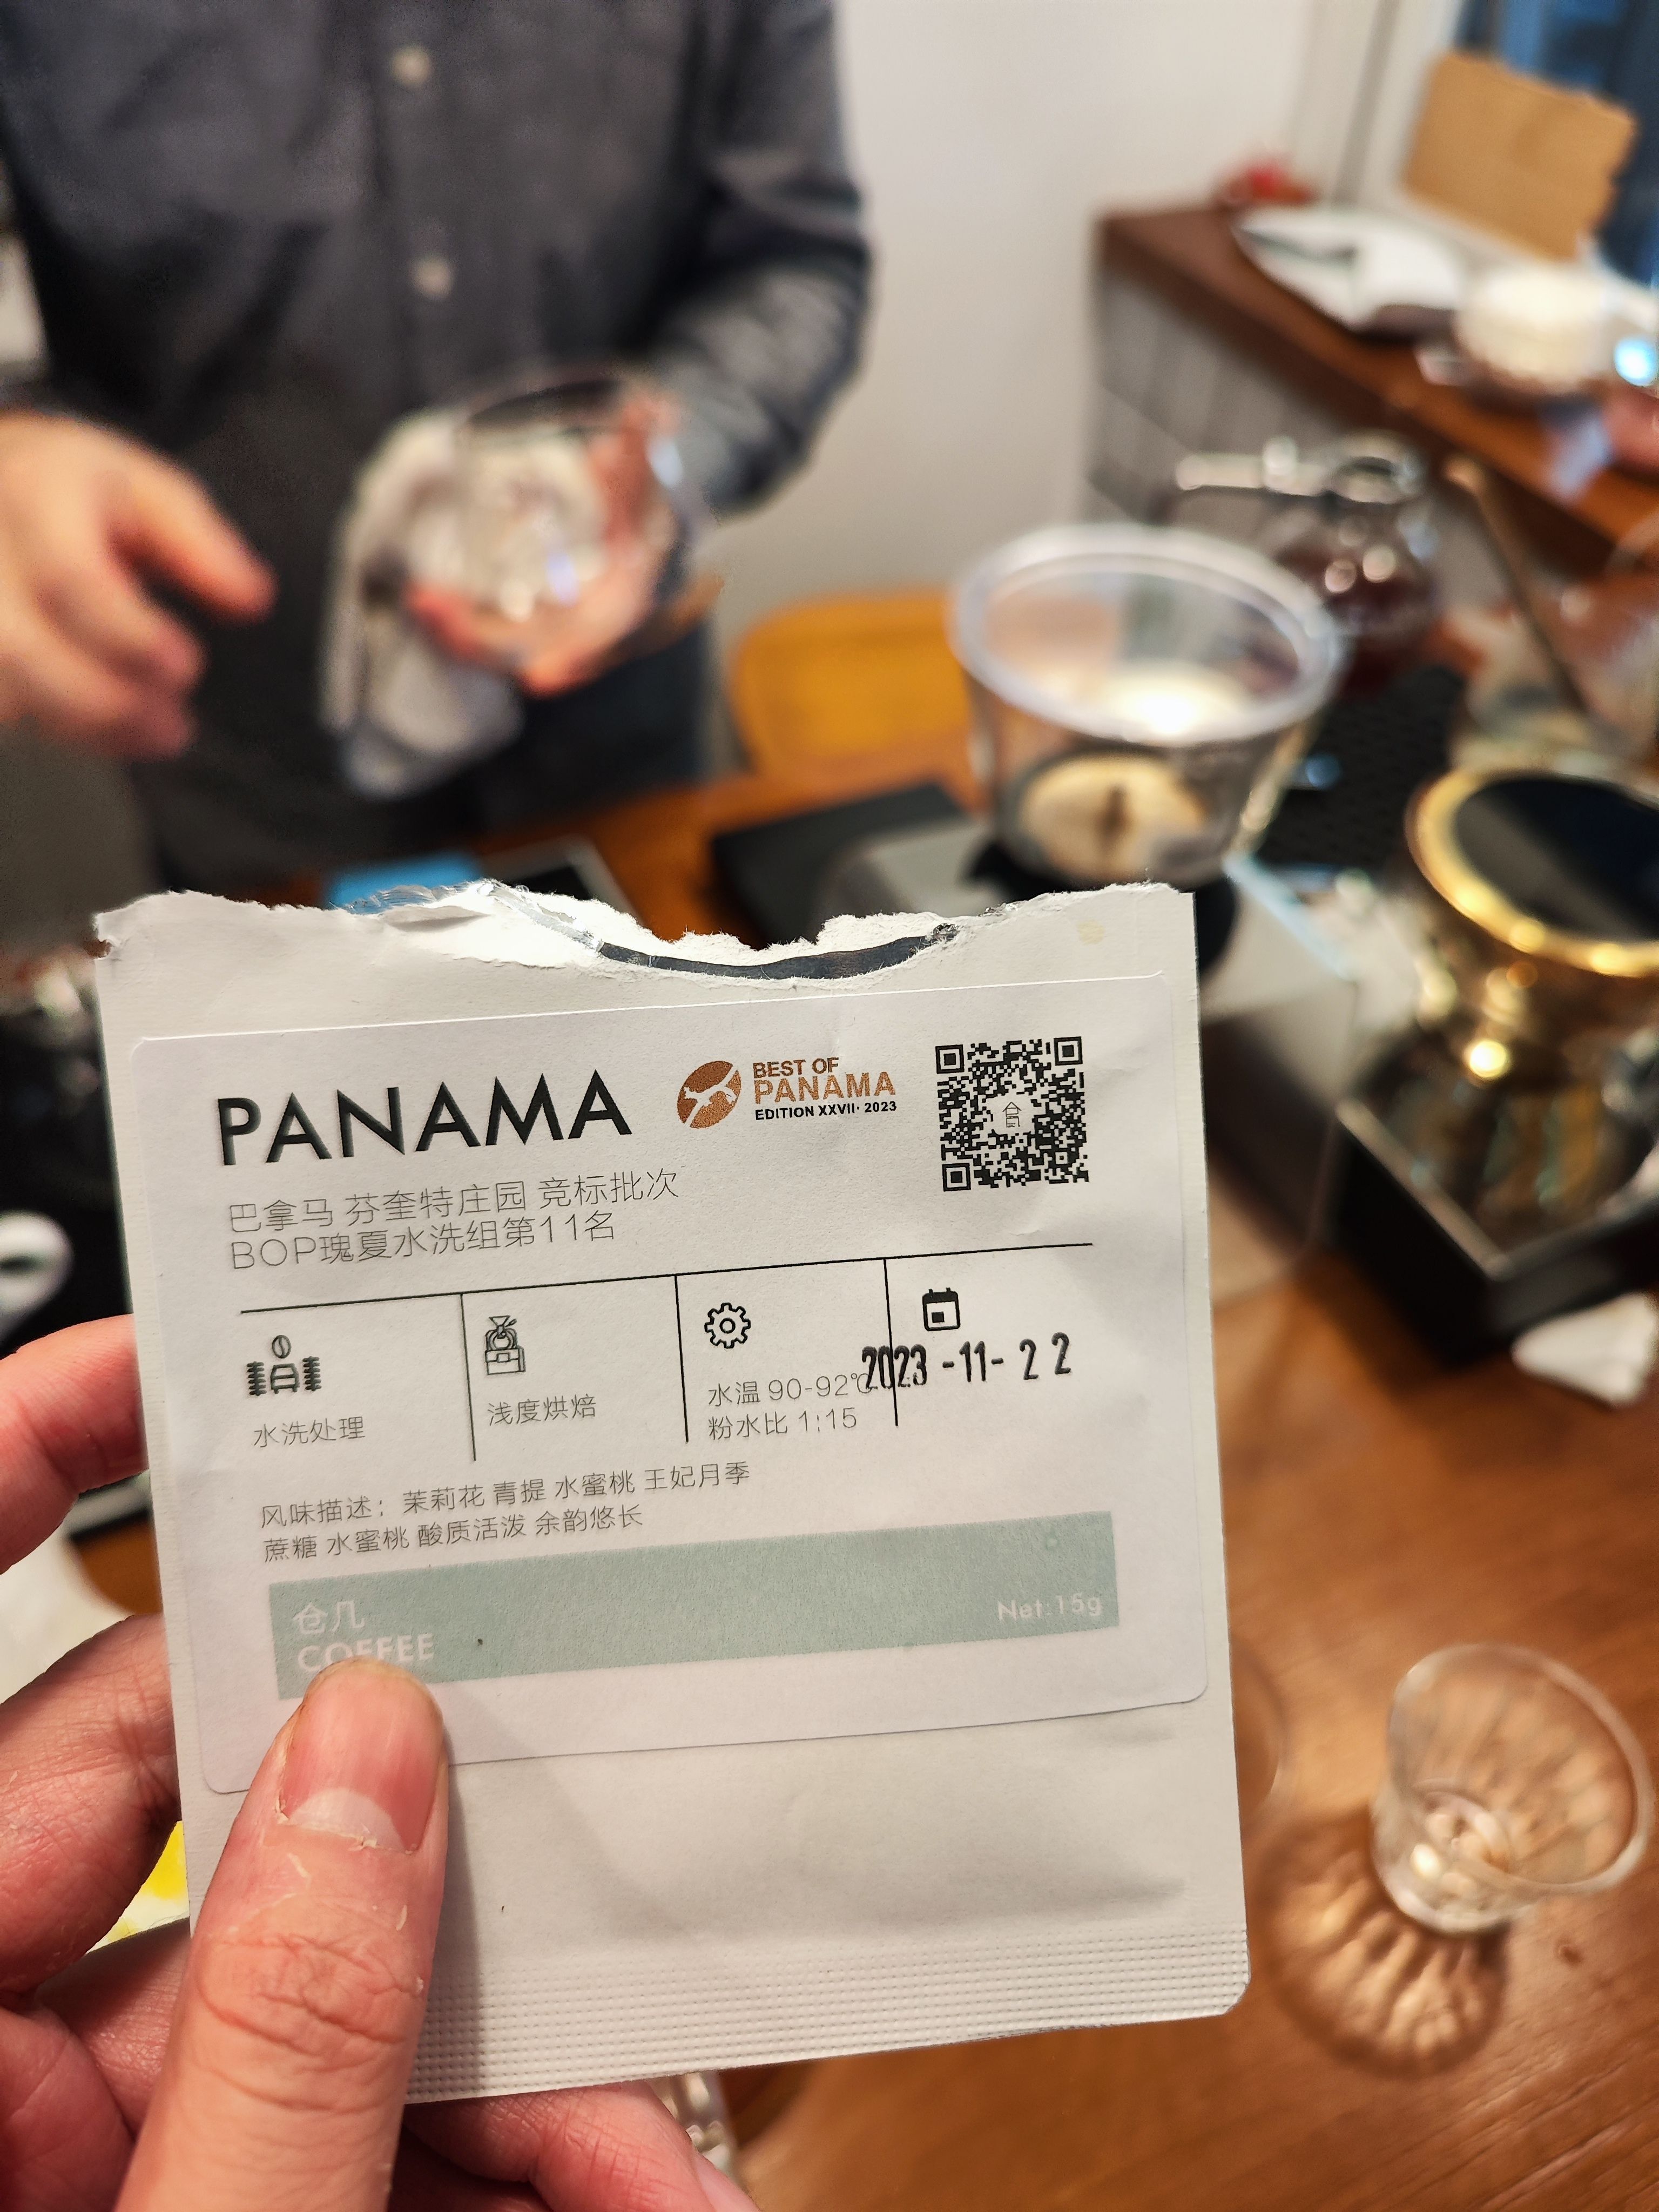 PANAMA
BEST OF
PANAMA
EDITION XXVII· 2023
巴拿马 芬奎特庄园 竞标批次
BOP瑰夏水洗组第11名
水洗处理
浅度烘焙
水温 90-92℃
粉水比 1:15
2023-11-22
风味描述：茉莉花 青提 水蜜桃 王妃月季
蔗糖 水蜜桃 酸质活泼 余韵悠长
仓几
COFFEE
Net:15g